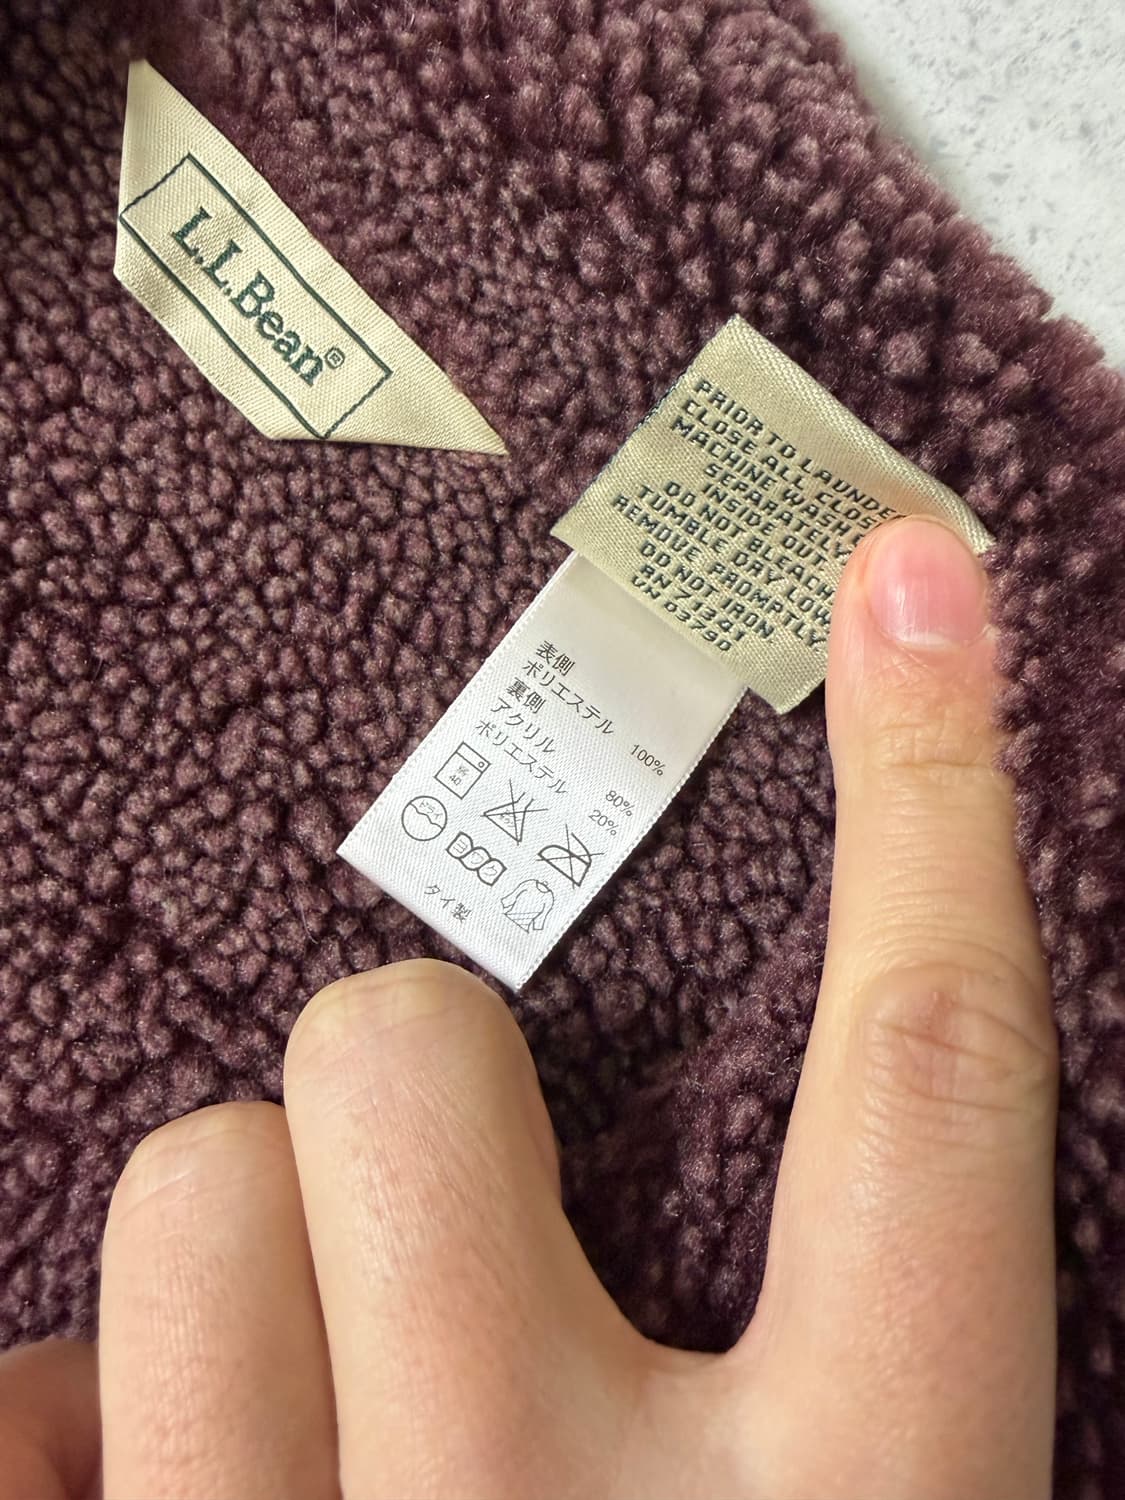 L.L.Bean®
PRIOR TO LAUNDE
CLOSE ALL CLOS
MACHINE WASH
SEPARATELY
INSIDE OUT.
DO NOT BLEACH
TUMBLE DRY LOW
REMOVE PROMPTLY
DO NOT IRON
RN 71341
VN 03790
表側
ポリエステル 100%
裏側
アクリル 80%
ポリエステル 20%
40
タイ製